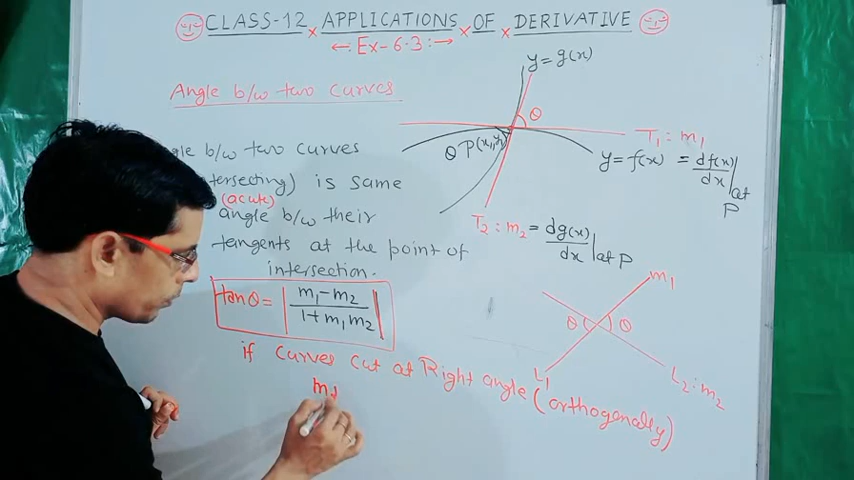 CLASS-12 × APPLICATIONS × OF × DERIVATIVE
← Ex-6.3: →
Angle b/w two curves
gle b/w two curves
tersecting) is same
(acute)
angle b/w their
tangents at the point of
intersection.
tanθ = | m₁-m₂ / 1+m₁m₂ |
if curves cut at Right angle (orthogonally)
m₁
y=g(x)
θ
T₁: m₁
θ P(x₁,y₁)
y=f(x) = df(x)/dx | at P
T₂: m₂ = dg(x)/dx | at P
m₁
θ θ
L₁
L₂: m₂